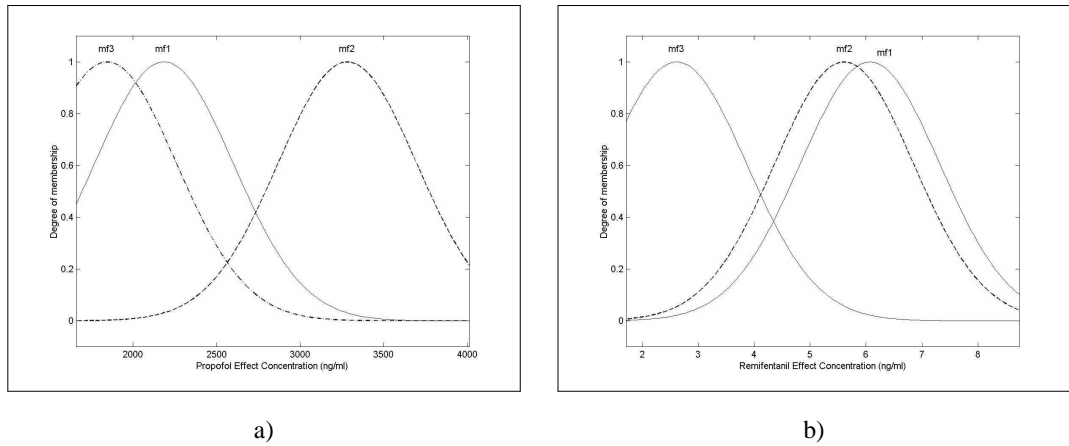 mf3 mf1 mf2
1
0.8
0.6
0.4
0.2
0
Degree of membership
2000 2500 3000 3500 4000
Propofol Effect Concentration (ng/ml)
a)
mf3 mf2 mf1
1
0.8
0.6
0.4
0.2
0
Degree of membership
2 3 4 5 6 7 8
Remifentanil Effect Concentration (ng/ml)
b)